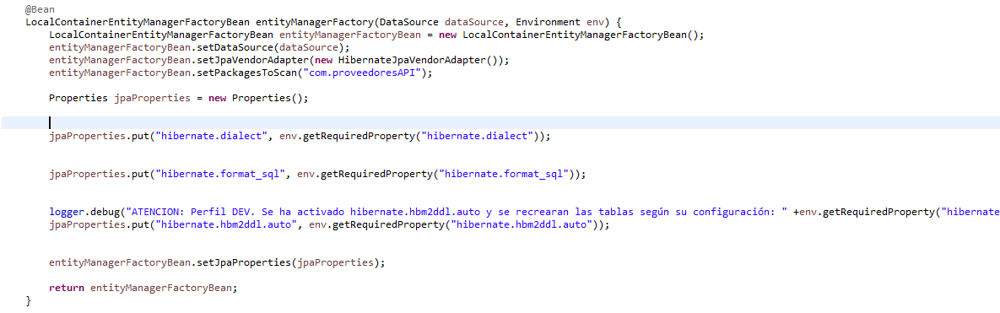 @Bean
LocalContainerEntityManagerFactoryBean entityManagerFactory(DataSource dataSource, Environment env) {
LocalContainerEntityManagerFactoryBean entityManagerFactoryBean = new LocalContainerEntityManagerFactoryBean();
entityManagerFactoryBean.setDataSource(dataSource);
entityManagerFactoryBean.setJpaVendorAdapter(new HibernateJpaVendorAdapter());
entityManagerFactoryBean.setPackagesToScan("com.proveedoresAPI");
Properties jpaProperties = new Properties();
jpaProperties.put("hibernate.dialect", env.getRequiredProperty("hibernate.dialect"));
jpaProperties.put("hibernate.format_sql", env.getRequiredProperty("hibernate.format_sql"));
logger.debug("ATENCION: Perfil DEV. Se ha activado hibernate.hbm2ddl.auto y se recrearan las tablas según su configuración: " +env.getRequiredProperty("hibernate
jpaProperties.put("hibernate.hbm2ddl.auto", env.getRequiredProperty("hibernate.hbm2ddl.auto"));
entityManagerFactoryBean.setJpaProperties(jpaProperties);
return entityManagerFactoryBean;
}